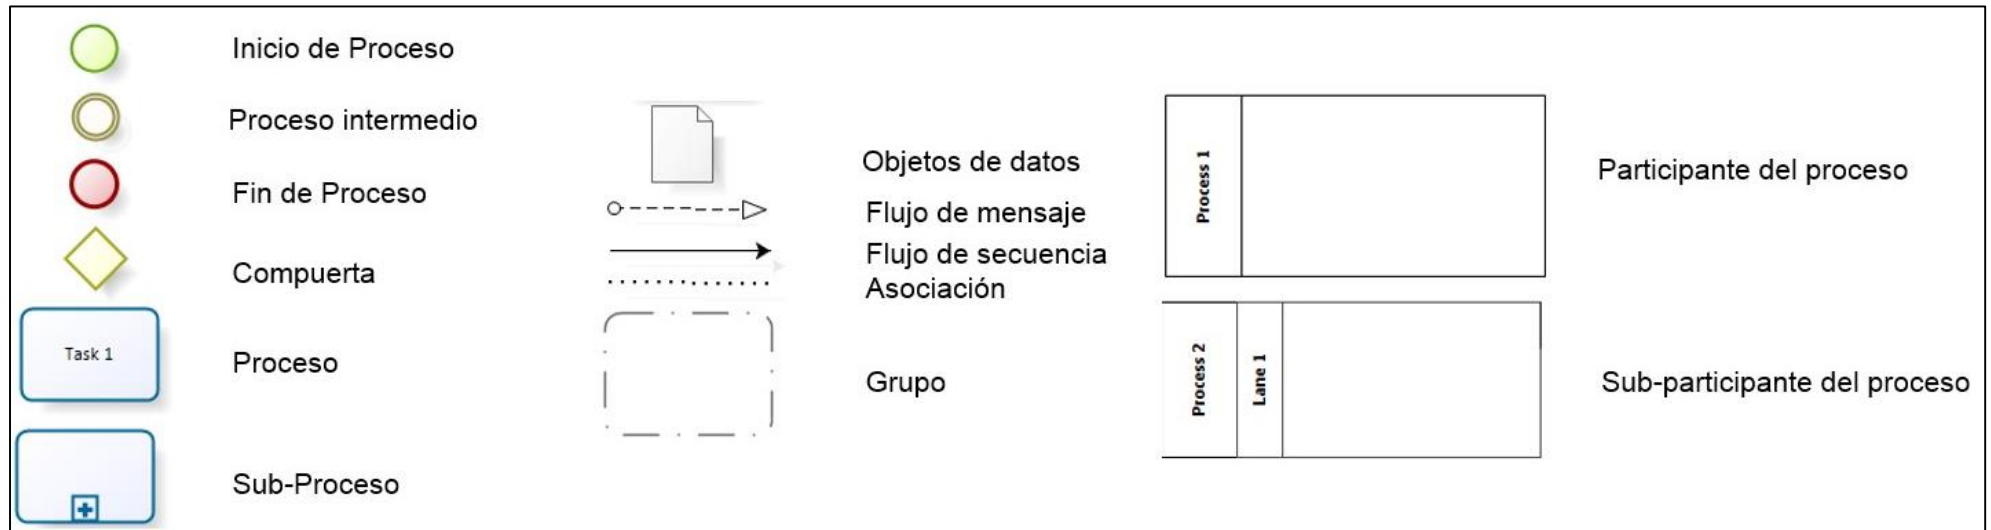 Inicio de Proceso
Proceso intermedio
Fin de Proceso
Compuerta
Task 1
Proceso
Sub-Proceso
Objetos de datos
Flujo de mensaje
Flujo de secuencia
Asociación
Grupo
Process 1
Participante del proceso
Process 2
Lane 1
Sub-participante del proceso